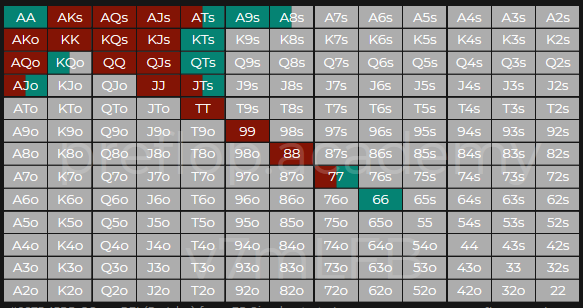 AA AKs AQs AJs ATs A9s A8s A7s A6s A5s A4s A3s A2s
AKo KK KQs KJs KTs K9s K8s K7s K6s K5s K4s K3s K2s
AQo KQo QQ QJs QTs Q9s Q8s Q7s Q6s Q5s Q4s Q3s Q2s
AJo KJo QJo JJ JTs J9s J8s J7s J6s J5s J4s J3s J2s
ATo KTo QTo JTo TT T9s T8s T7s T6s T5s T4s T3s T2s
A9o K9o Q9o J9o T9o 99 98s 97s 96s 95s 94s 93s 92s
A8o K8o Q8o J8o T8o 98o 88 87s 86s 85s 84s 83s 82s
preflop.academy
A7o K7o Q7o J7o T7o 97o 87o 77 76s 75s 74s 73s 72s
A6o K6o Q6o J6o T6o 96o 86o 76o 66 65s 64s 63s 62s
A5o K5o Q5o J5o T5o 95o 85o 75o 65o 55 54s 53s 52s
A4o K4o Q4o J4o T4o 94o 84o 74o 64o 54o 44 43s 42s
A3o K3o Q3o J3o T3o 93o 83o 73o 63o 53o 43o 33 32s
A2o K2o Q2o J2o T2o 92o 82o 72o 62o 52o 42o 32o 22